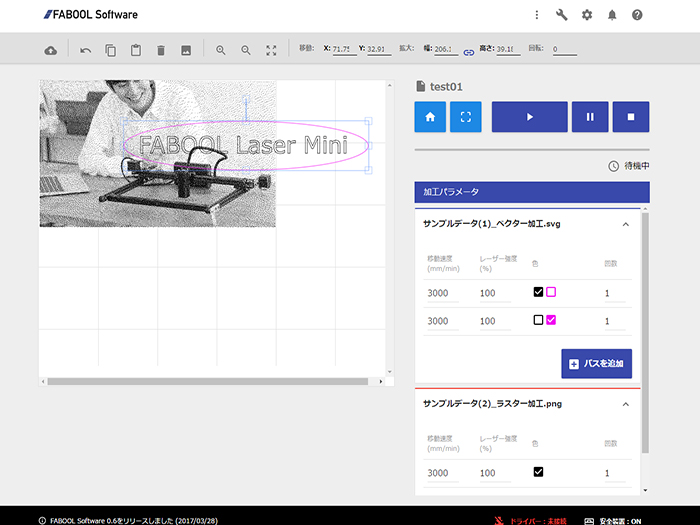 FABOOL Software
移動: X: 71.75 Y: 32.91 拡大: 幅: 206. 高さ: 39.18 回転: 0
test01
FABOOL Laser Mini
待機中
加工パラメータ
サンプルデータ(1)_ベクター加工.svg
移動速度 レーザー強度 色 回数
(mm/min) (%)
3000 100 1
3000 100 1
パスを追加
サンプルデータ(2)_ラスター加工.png
移動速度 レーザー強度 色 回数
(mm/min) (%)
3000 100 1
FABOOL Software 0.6をリリースしました (2017/03/28) ドライバー : 未接続 安全装置 : ON